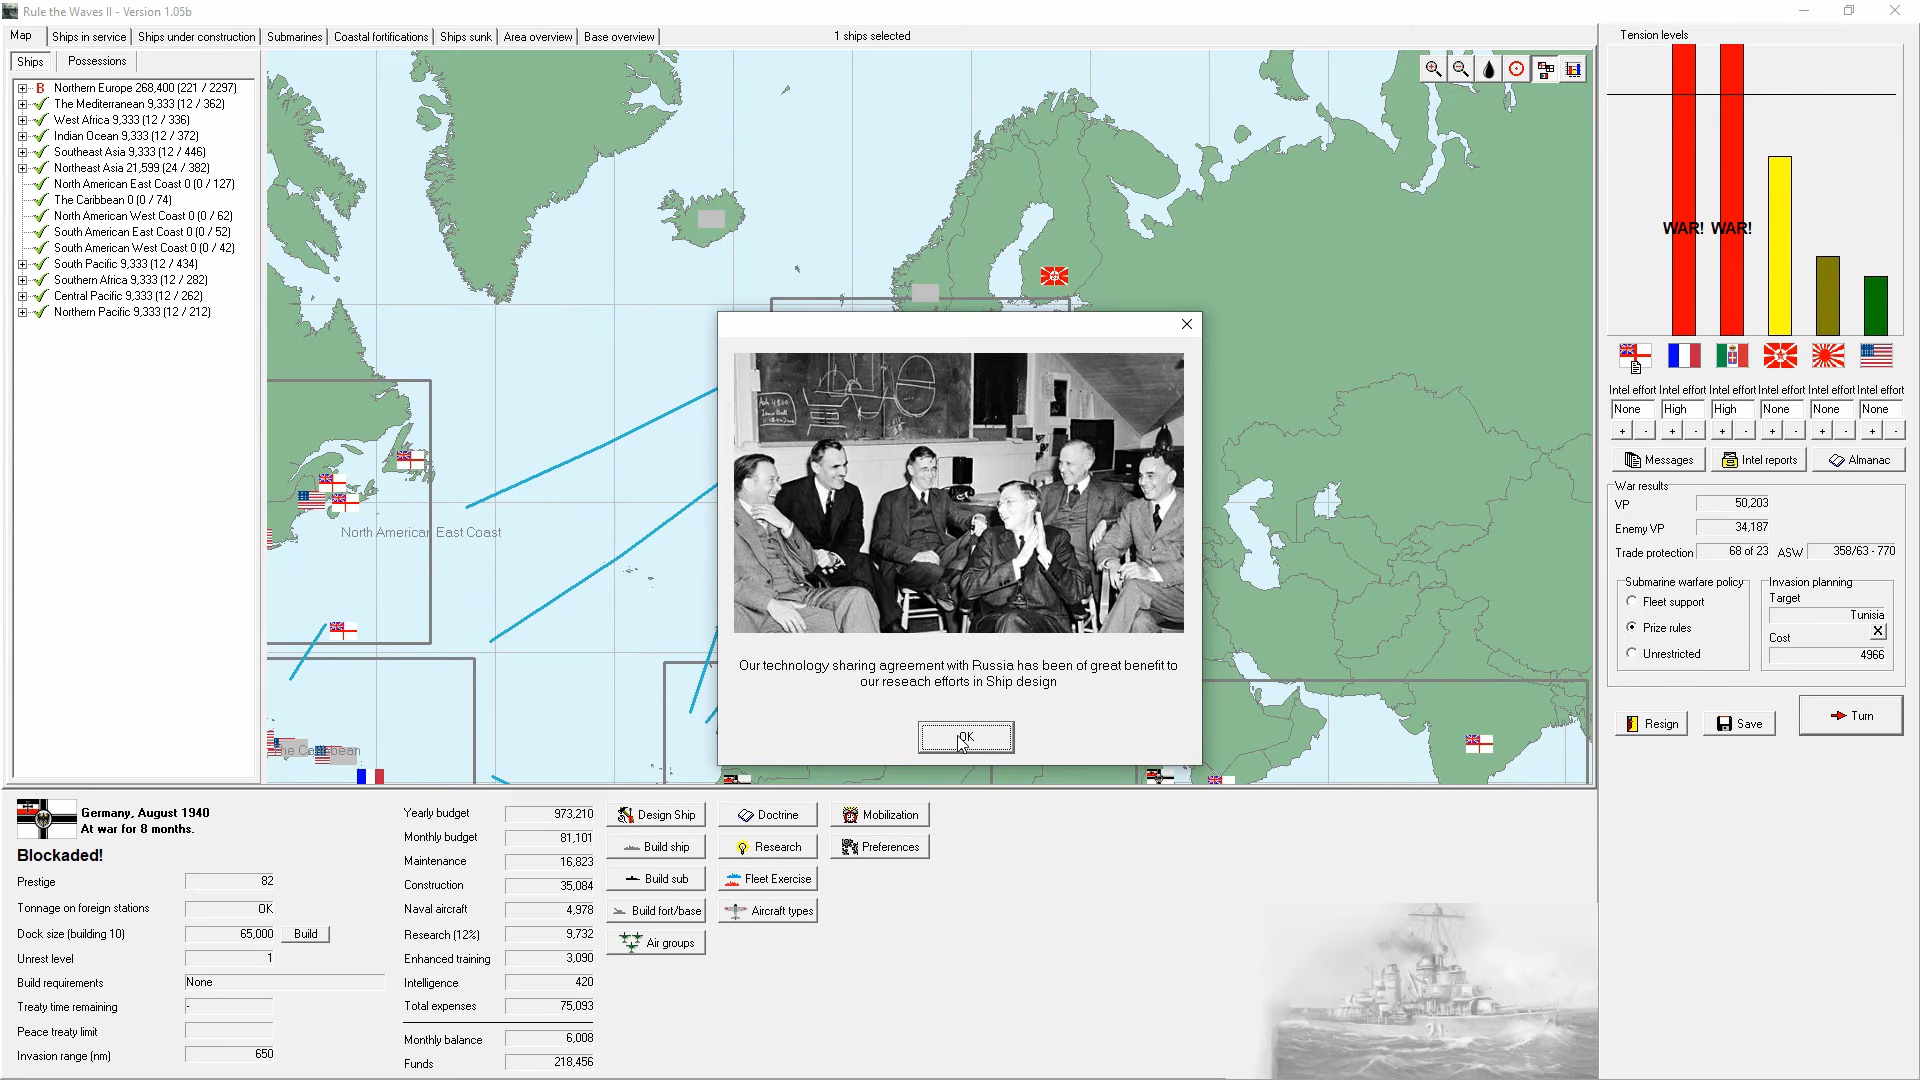 Rule the Waves II - Version 1.05b
Map
Ships in service
Ships under construction
Submarines
Coastal fortifications
Ships sunk
Area overview
Base overview
1 ships selected
Ships
Possessions
B Northern Europe 268,400 (221 / 2297)
The Mediterranean 9,333 (12 / 362)
West Africa 9,333 (12 / 336)
Indian Ocean 9,333 (12 / 372)
Southeast Asia 9,333 (12 / 446)
Northeast Asia 21,599 (24 / 382)
North American East Coast 0 (0 / 127)
The Caribbean 0 (0 / 74)
North American West Coast 0 (0 / 62)
South American East Coast 0 (0 / 52)
South American West Coast 0 (0 / 42)
South Pacific 9,333 (12 / 434)
Southern Africa 9,333 (12 / 282)
Central Pacific 9,333 (12 / 262)
Northern Pacific 9,333 (12 / 212)
North American East Coast
Caribbean
Our technology sharing agreement with Russia has been of great benefit to
our reseach efforts in Ship design
OK
Tension levels
WAR! WAR!
Intel effort Intel effort Intel effort Intel effort Intel effort Intel effort
None High High None None None
+ - + - + - + - + - + -
Messages
Intel reports
Almanac
War results
VP 50,203
Enemy VP 34,187
Trade protection 68 of 23 ASW 358/63 - 770
Submarine warfare policy
Fleet support
Prize rules
Unrestricted
Invasion planning
Target
Tunisia
Cost X
4966
Resign
Save
Turn
Germany, August 1940
At war for 8 months.
Blockaded!
Prestige 82
Tonnage on foreign stations OK
Dock size (building 10) 65,000 Build
Unrest level 1
Build requirements None
Treaty time remaining -
Peace treaty limit
Invasion range (nm) 650
Yearly budget 973,210
Monthly budget 81,101
Maintenance 16,823
Construction 35,084
Naval aircraft 4,978
Research (12%) 9,732
Enhanced training 3,090
Intelligence 420
Total expenses 75,093
Monthly balance 6,008
Funds 218,456
Design Ship
Doctrine
Mobilization
Build ship
Research
Preferences
Build sub
Fleet Exercise
Build fort/base
Aircraft types
Air groups